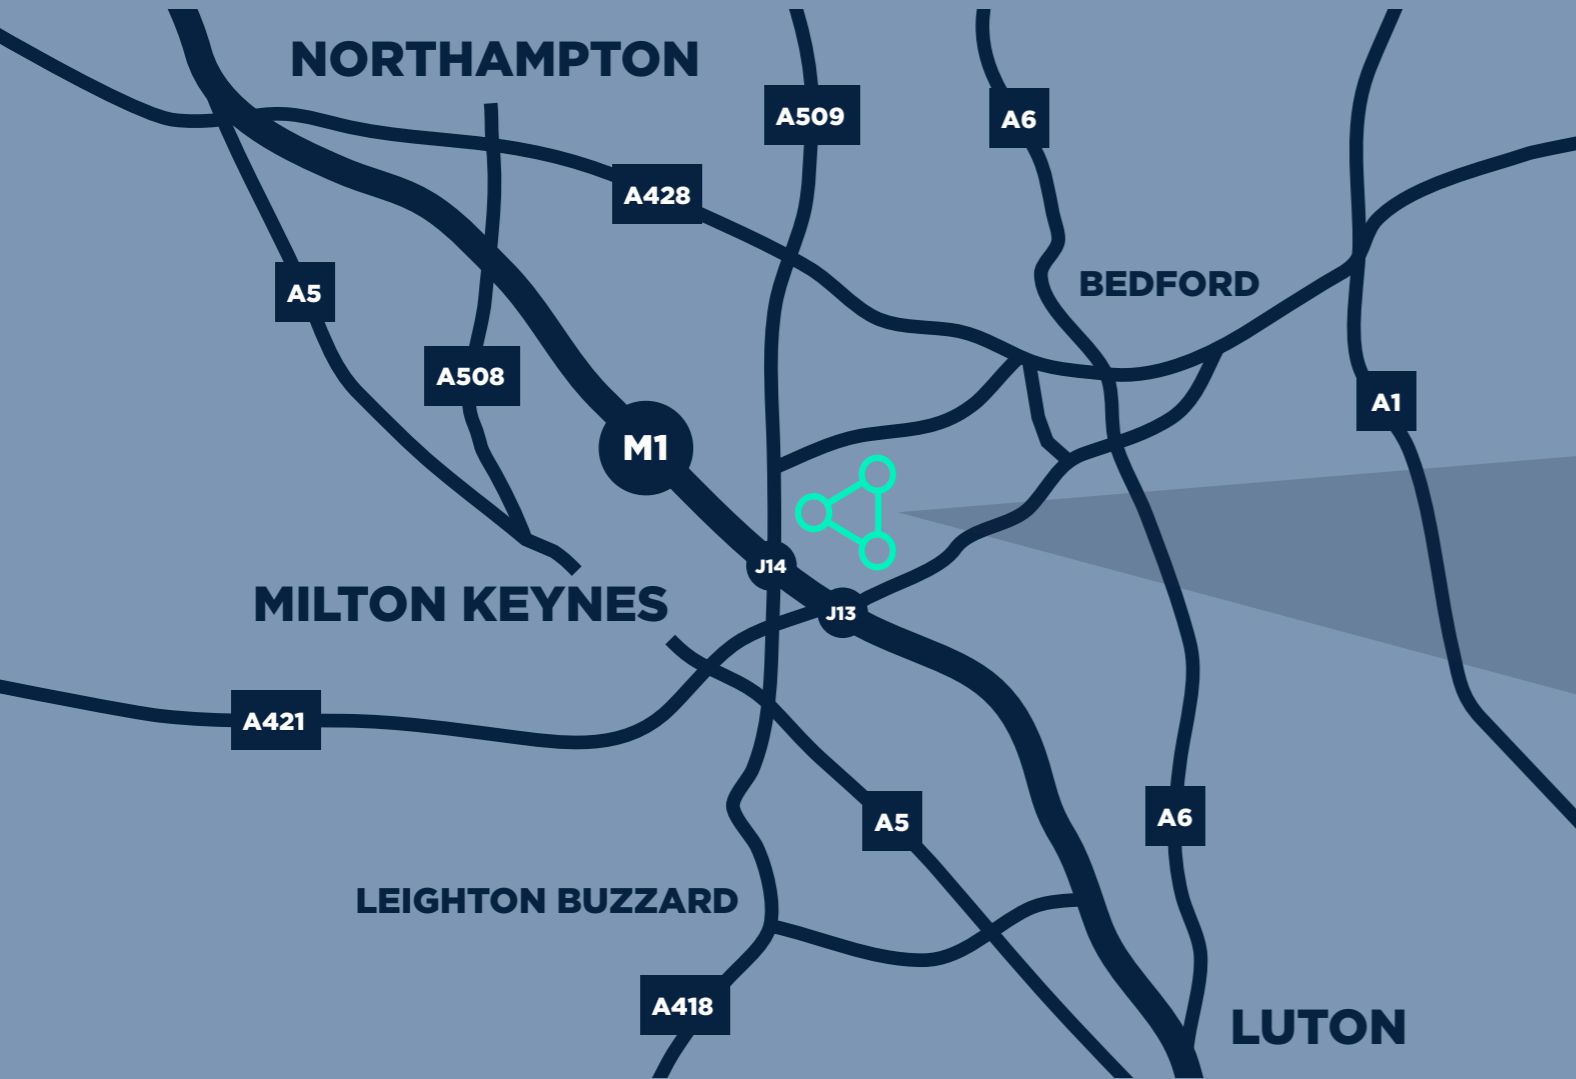 NORTHAMPTON
A509
A6
A428
BEDFORD
A5
A508
A1
M1
J14
MILTON KEYNES
J13
A421
A5
A6
LEIGHTON BUZZARD
A418
LUTON